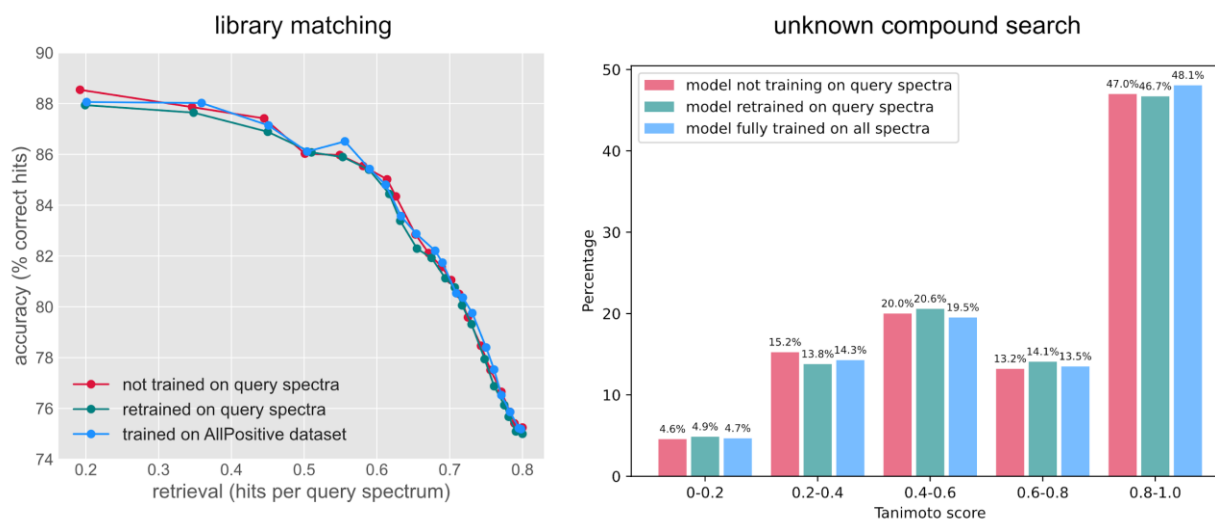 library matching
90
88
86
84
82
80
78
76
74
accuracy (% correct hits)
not trained on query spectra
retrained on query spectra
trained on AllPositive dataset
0.2 0.3 0.4 0.5 0.6 0.7 0.8
retrieval (hits per query spectrum)
unknown compound search
50
40
30
20
10
0
Percentage
model not training on query spectra
model retrained on query spectra
model fully trained on all spectra
4.6% 4.9% 4.7%
15.2% 13.8% 14.3%
20.0% 20.6% 19.5%
13.2% 14.1% 13.5%
47.0% 46.7% 48.1%
0-0.2 0.2-0.4 0.4-0.6 0.6-0.8 0.8-1.0
Tanimoto score